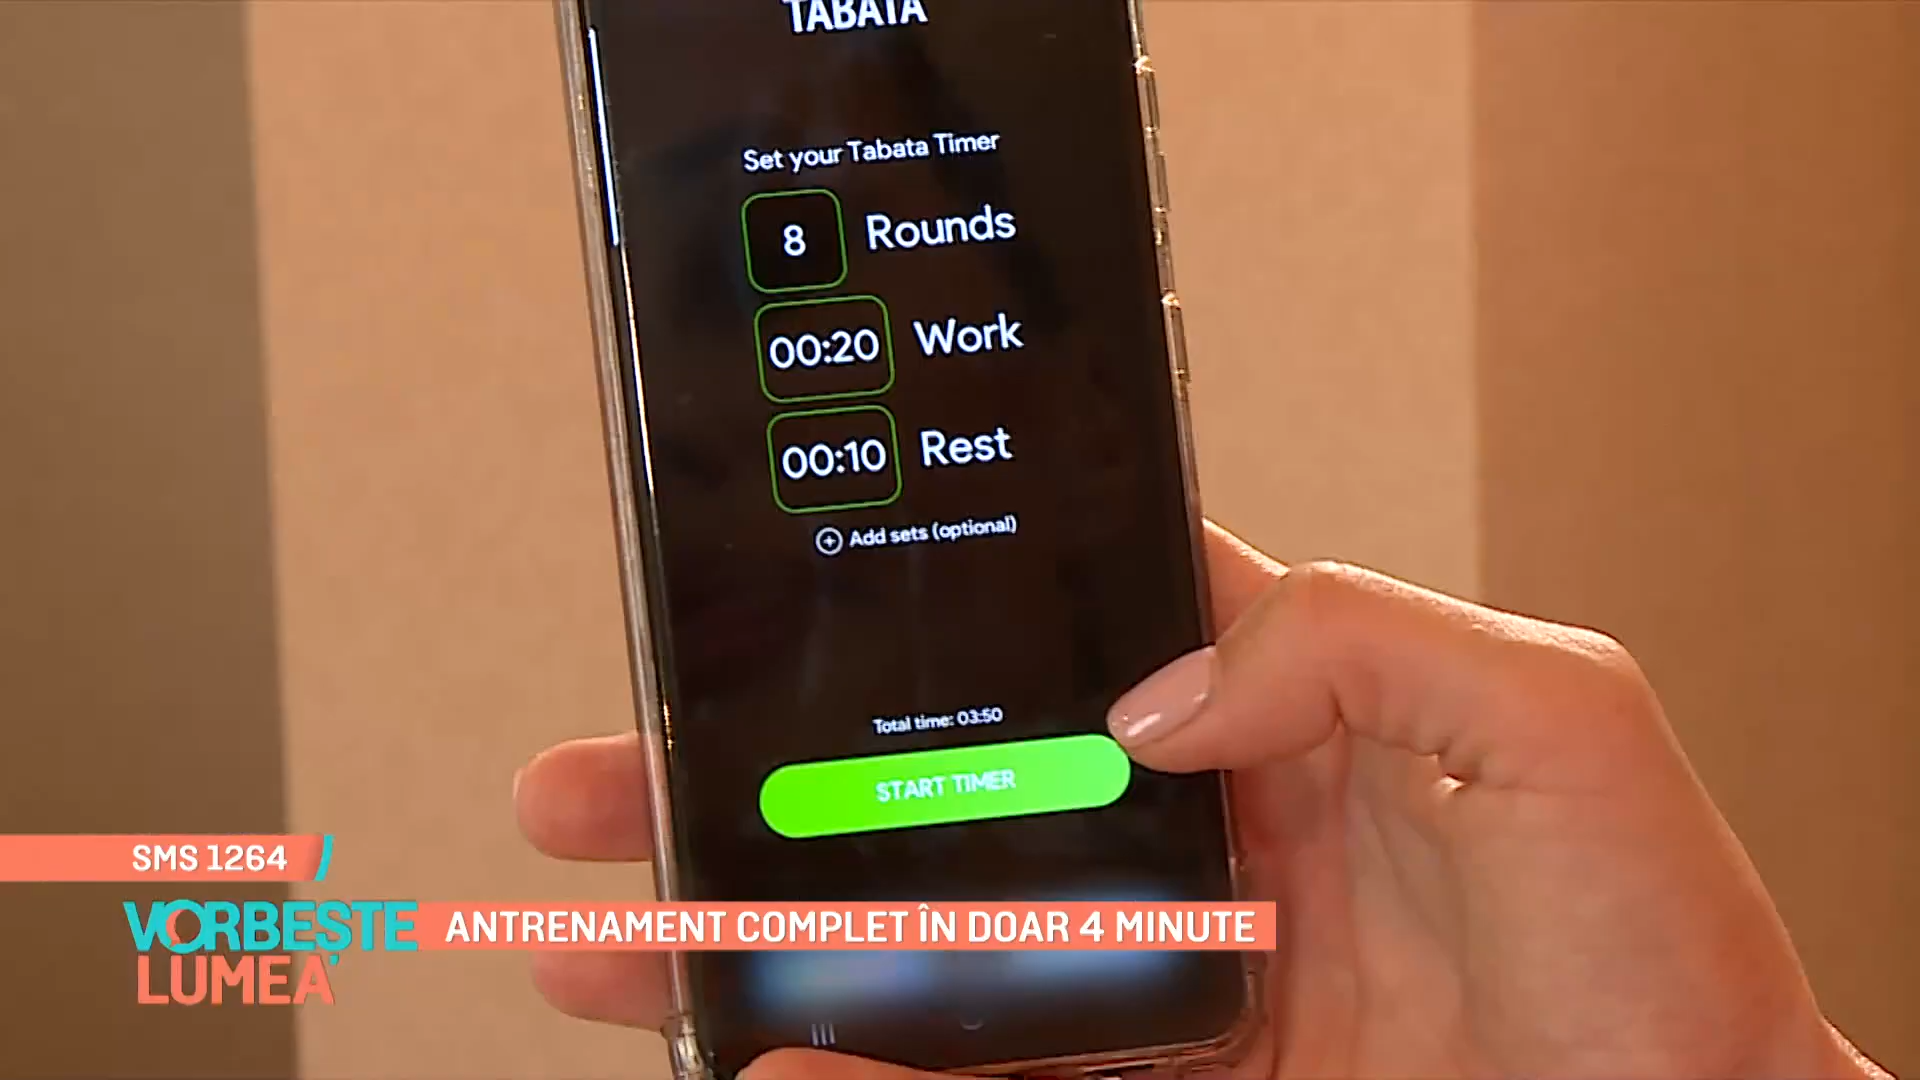 TABATA
Set your Tabata Timer
8 Rounds
00:20 Work
00:10 Rest
Add sets (optional)
Total time: 03:50
START TIMER
SMS 1264
VORBEȘTE
LUMEA
ANTRENAMENT COMPLET ÎN DOAR 4 MINUTE